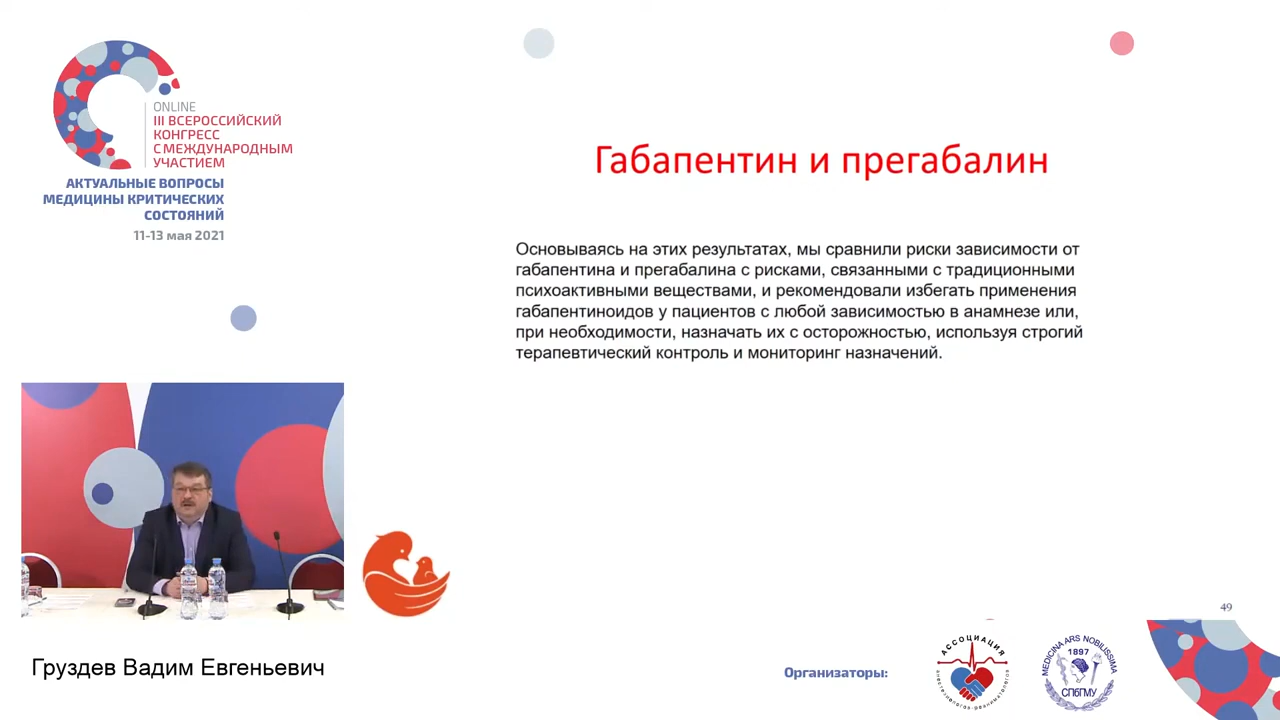 ONLINE
III ВСЕРОССИЙСКИЙ
КОНГРЕСС
С МЕЖДУНАРОДНЫМ
УЧАСТИЕМ
АКТУАЛЬНЫЕ ВОПРОСЫ
МЕДИЦИНЫ КРИТИЧЕСКИХ
СОСТОЯНИЙ
11-13 мая 2021
Габапентин и прегабалин
Основываясь на этих результатах, мы сравнили риски зависимости от
габапентина и прегабалина с рисками, связанными с традиционными
психоактивными веществами, и рекомендовали избегать применения
габапентиноидов у пациентов с любой зависимостью в анамнезе или,
при необходимости, назначать их с осторожностью, используя строгий
терапевтический контроль и мониторинг назначений.
49
Груздев Вадим Евгеньевич
Организаторы:
АССОЦИАЦИЯ
анестезиологов-реаниматологов
MEDICINA ARS NOBILISSIMA
1897
СПбГМУ